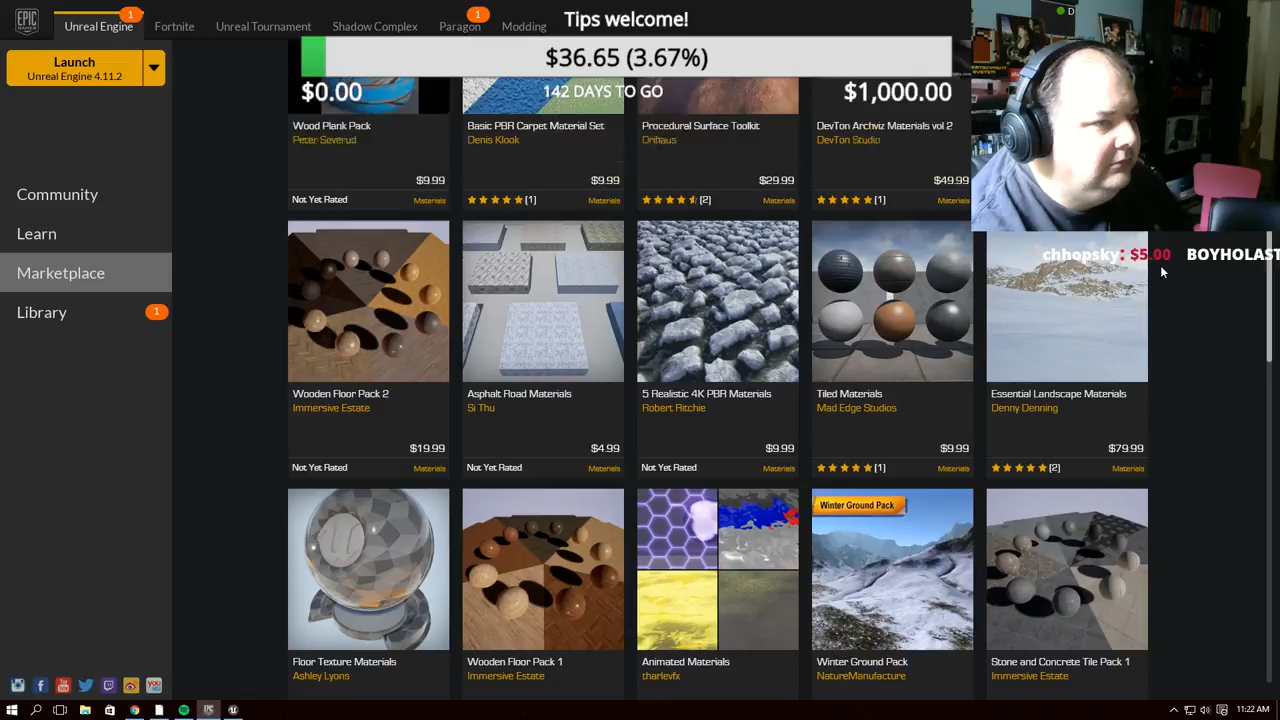 EPIC GAMES
Unreal Engine
1
Fortnite
Unreal Tournament
Shadow Complex
Paragon
1
Modding
Tips welcome!
$36.65 (3.67%)
$0.00
142 DAYS TO GO
$1,000.00
Launch
Unreal Engine 4.11.2
Community
Learn
Marketplace
Library
1
Wood Plank Pack
Peter Severud
$9.99
Not Yet Rated
Materials
Basic PBR Carpet Material Set
Denis Klook
$9.99
[1]
Materials
Procedural Surface Toolkit
Oriflaus
$29.99
[2]
Materials
DevTon Archviz Materials vol 2
DevTon Studio
$49.99
[1]
Materials
chhopsky: $5.00 BOYHOLAST
Wooden Floor Pack 2
Immersive Estate
$19.99
Not Yet Rated
Materials
Asphalt Road Materials
Si Thu
$4.99
Not Yet Rated
Materials
5 Realistic 4K PBR Materials
Robert Ritchie
$9.99
Not Yet Rated
Materials
Tiled Materials
Mad Edge Studios
$9.99
[1]
Materials
Essential Landscape Materials
Denny Denning
$79.99
[2]
Materials
Floor Texture Materials
Ashley Lyons
Wooden Floor Pack 1
Immersive Estate
Animated Materials
tharlevfx
Winter Ground Pack
Winter Ground Pack
NatureManufacture
Stone and Concrete Tile Pack 1
Immersive Estate
11:22 AM